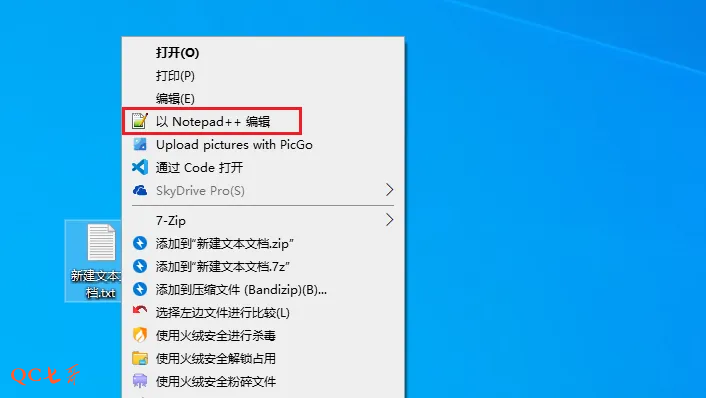 打开(O)
打印(P)
编辑(E)
以 Notepad++ 编辑
Upload pictures with PicGo
通过 Code 打开
SkyDrive Pro(S)
7-Zip
添加到“新建文本文档.zip”
添加到“新建文本文档.7z”
添加到压缩文件 (Bandizip)(B)...
选择左边文件进行比较(L)
使用火绒安全进行杀毒
使用火绒安全解锁占用
使用火绒安全粉碎文件
新建文本
档.txt
QC